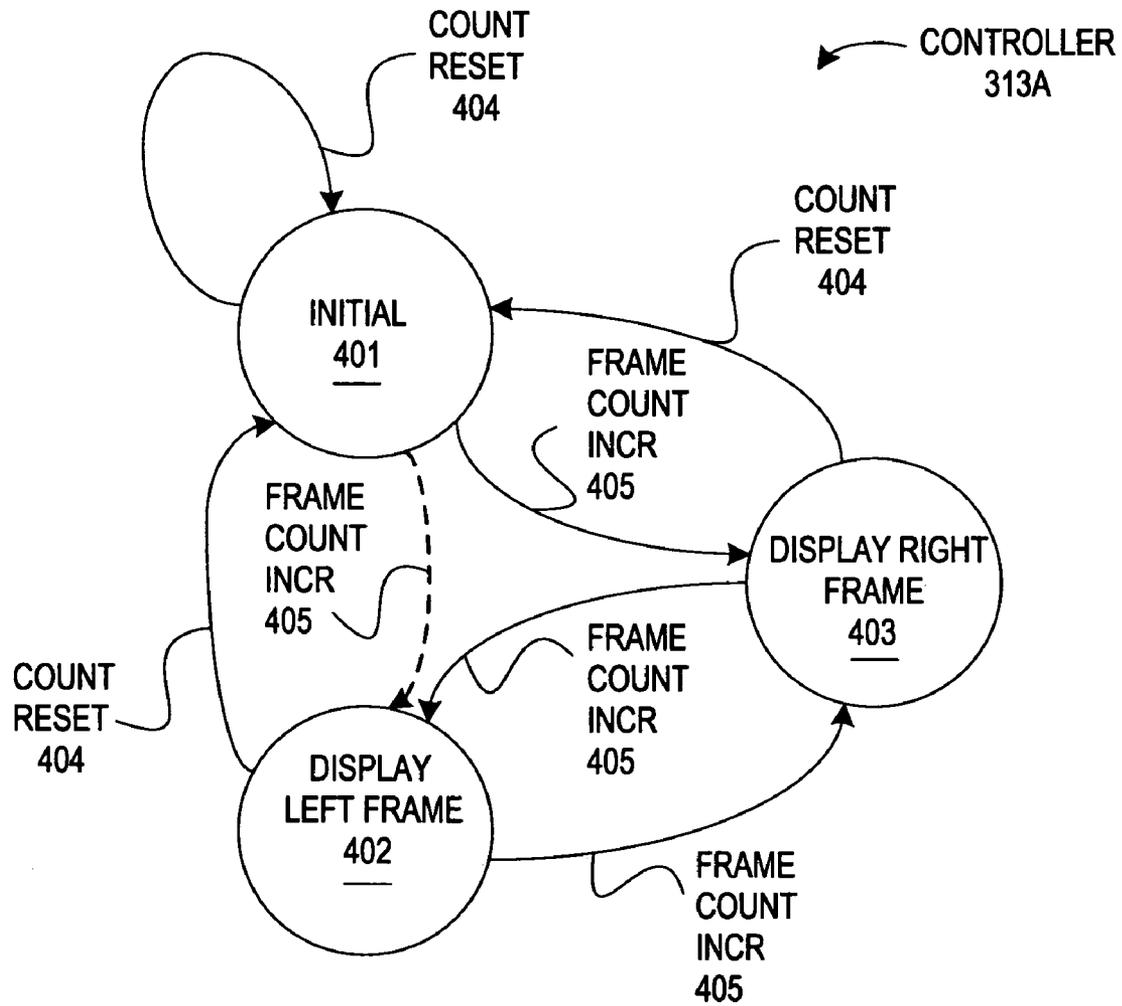 COUNT
RESET
404
CONTROLLER
313A
COUNT
RESET
404
INITIAL
401
FRAME
COUNT
INCR
405
FRAME
COUNT
INCR
405
DISPLAY RIGHT
FRAME
403
FRAME
COUNT
INCR
405
COUNT
RESET
404
DISPLAY
LEFT FRAME
402
FRAME
COUNT
INCR
405